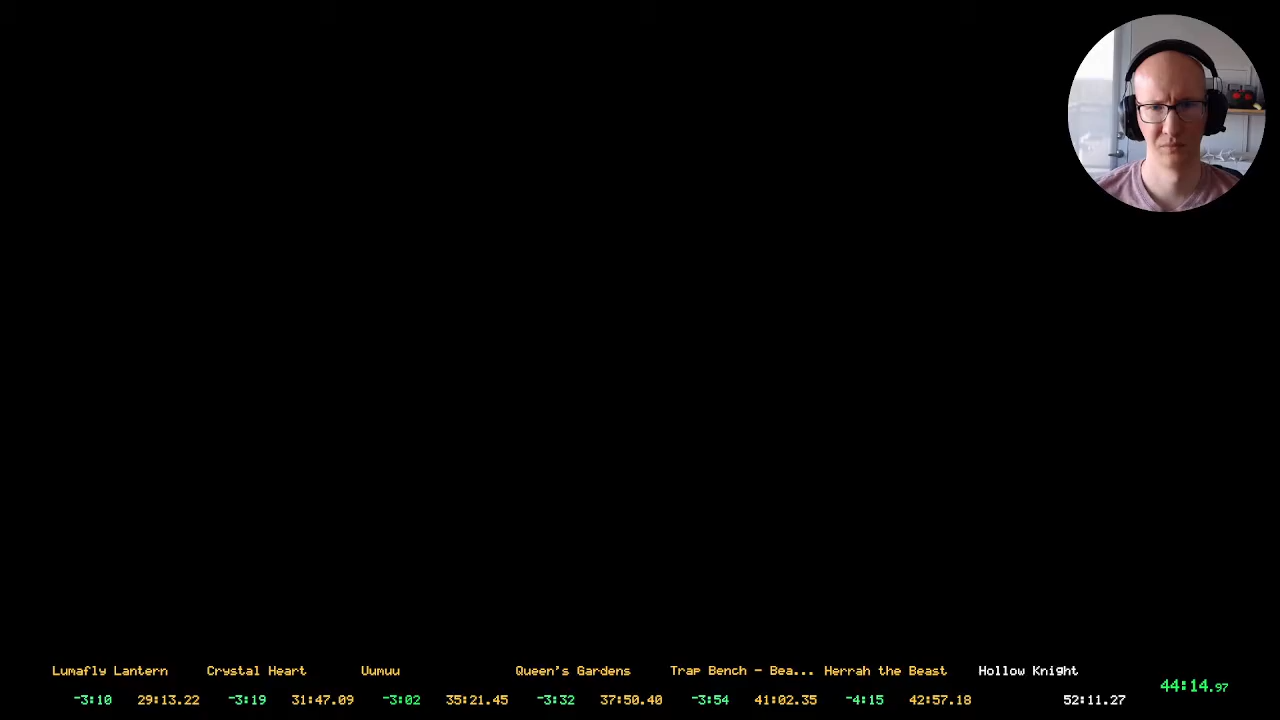 Lumafly Lantern Crystal Heart Uumuu Queen's Gardens Trap Bench - Bea... Herrah the Beast Hollow Knight
-3:10 29:13.22 -3:19 31:47.09 -3:02 35:21.45 -3:32 37:50.40 -3:54 41:02.35 -4:15 42:57.18 52:11.27
44:14.97